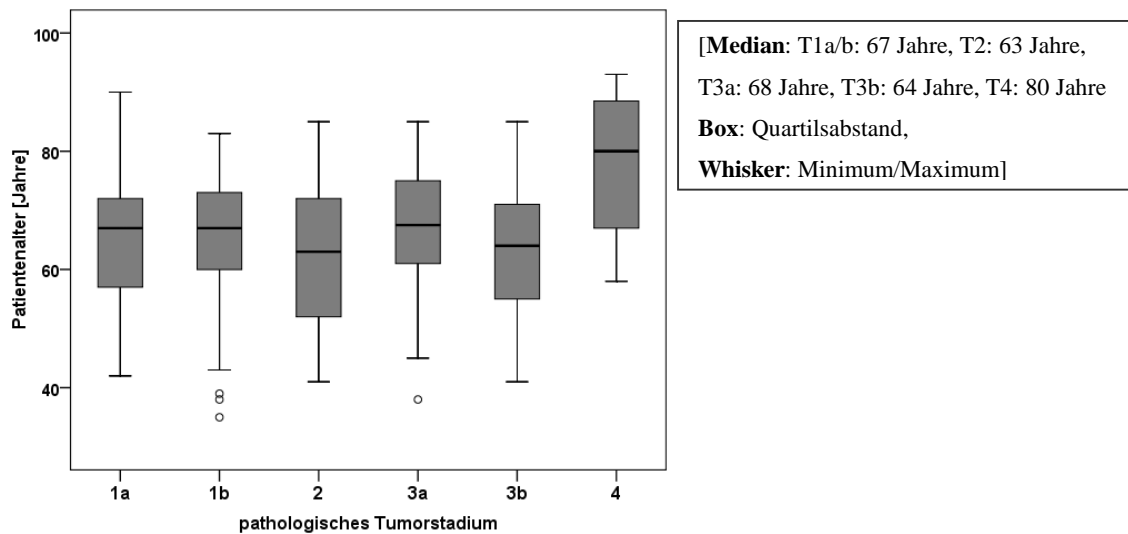 100
80
60
40
Patientenalter [Jahre]
1a 1b 2 3a 3b 4
pathologisches Tumorstadium
[Median: T1a/b: 67 Jahre, T2: 63 Jahre,
T3a: 68 Jahre, T3b: 64 Jahre, T4: 80 Jahre
Box: Quartilsabstand,
Whisker: Minimum/Maximum]